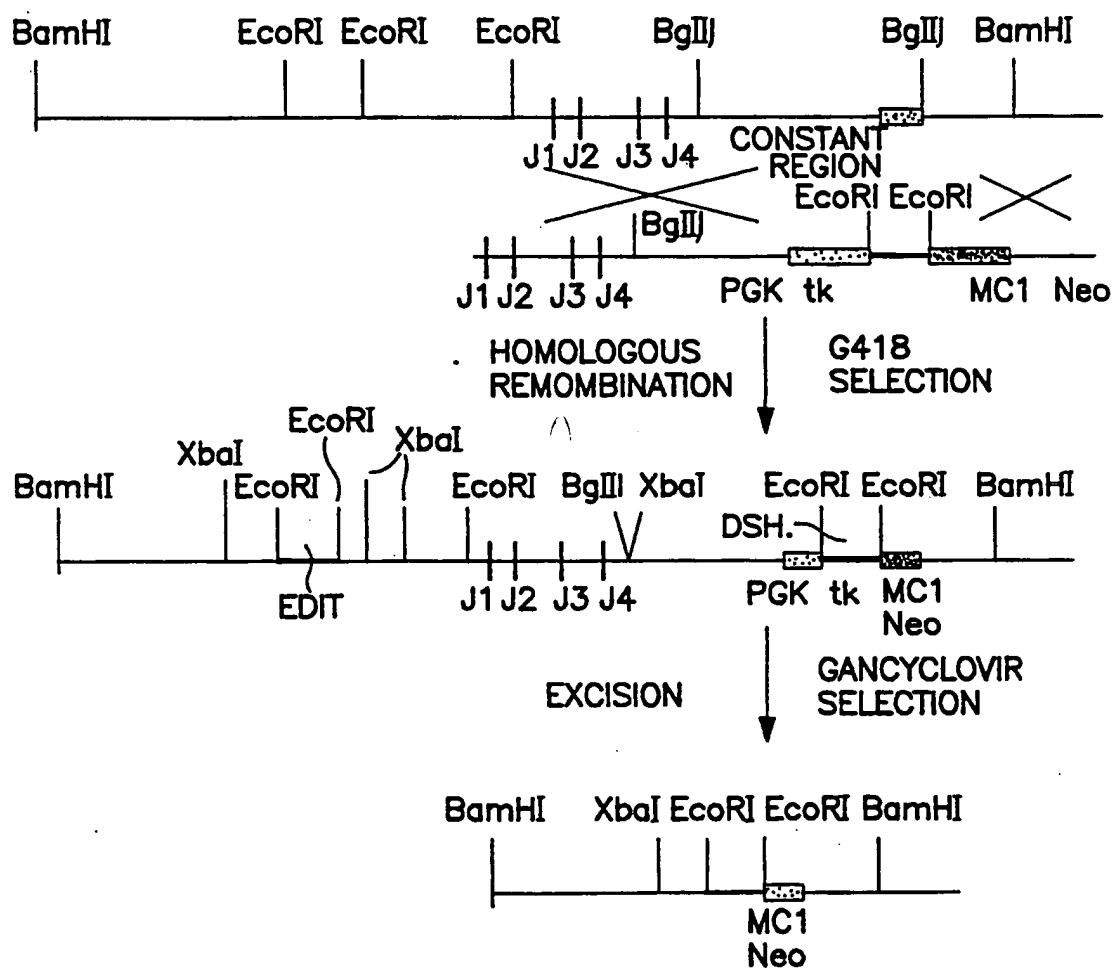 BamHI EcoRI EcoRI EcoRI BglII BglII BamHI
J1 J2 J3 J4 CONSTANT
REGION
EcoRI EcoRI
BglII
J1 J2 J3 J4 PGK tk MC1 Neo
HOMOLOGOUS
REMOMBINATION
G418
SELECTION
EcoRI
XbaI XbaI
BamHI EcoRI EcoRI BglII XbaI EcoRI EcoRI BamHI
DSH.
EDIT
J1 J2 J3 J4 PGK tk MC1
Neo
EXCISION
GANCYCLOVIR
SELECTION
BamHI XbaI EcoRI EcoRI BamHI
MC1
Neo